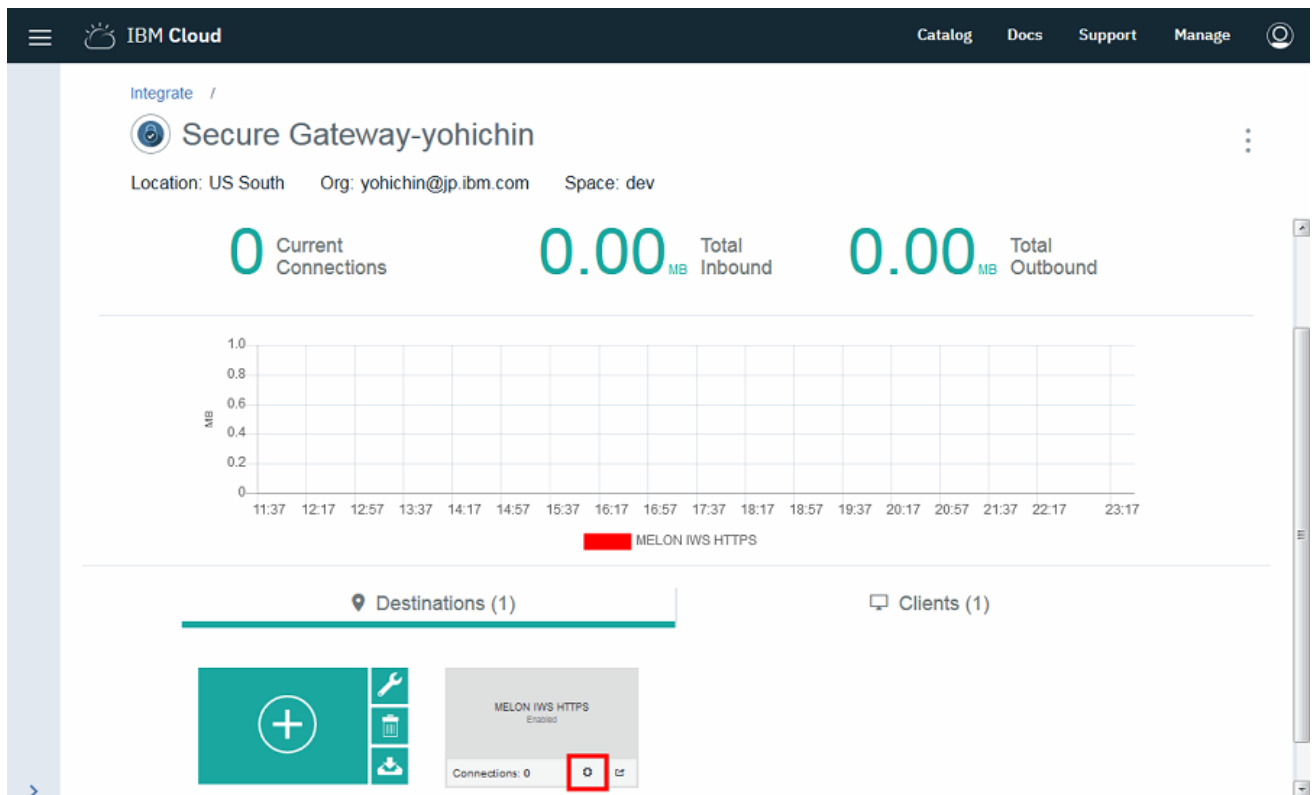 IBM Cloud Catalog Docs Support Manage
Integrate /
Secure Gateway-yohichin
Location: US South Org: yohichin@jp.ibm.com Space: dev
0 Current Connections 0.00 MB Total Inbound 0.00 MB Total Outbound
1.0
0.8
0.6
0.4
0.2
0
MB
11:37 12:17 12:57 13:37 14:17 14:57 15:37 16:17 16:57 17:37 18:17 18:57 19:37 20:17 20:57 21:37 22:17 23:17
MELON IWS HTTPS
Destinations (1) Clients (1)
MELON IWS HTTPS
Enabled
Connections: 0